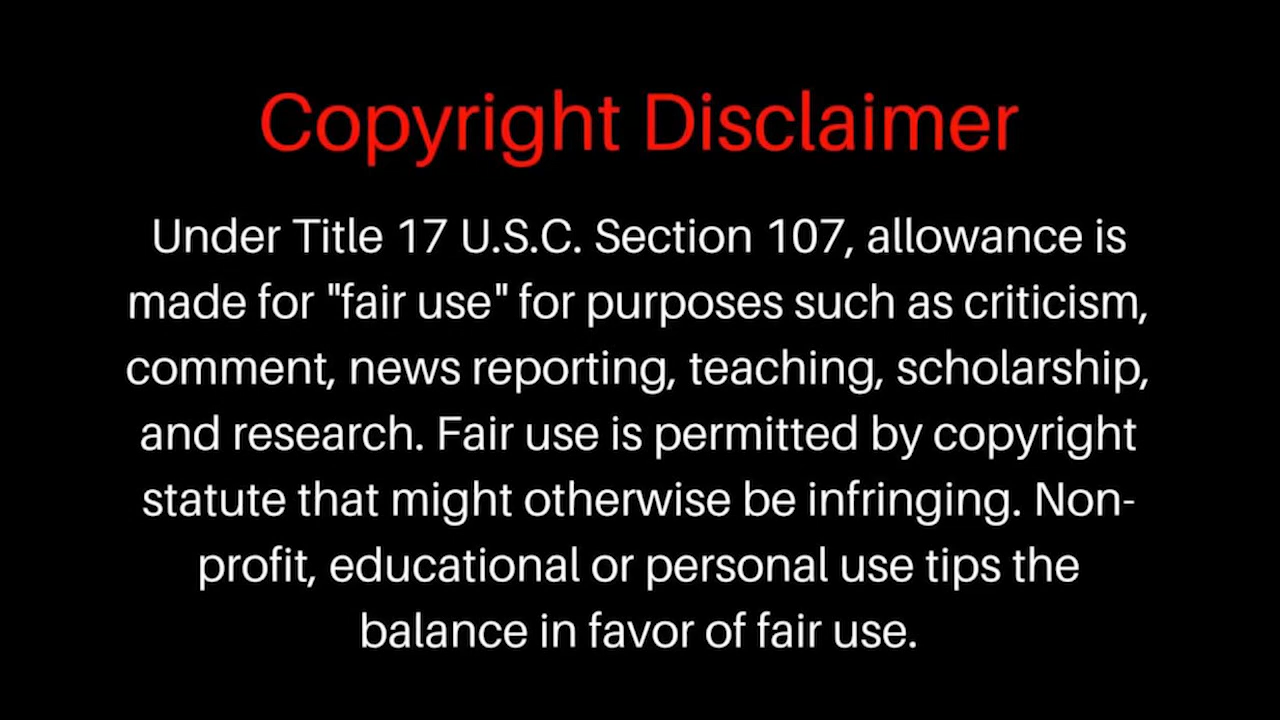 Copyright Disclaimer
Under Title 17 U.S.C. Section 107, allowance is
made for "fair use" for purposes such as criticism,
comment, news reporting, teaching, scholarship,
and research. Fair use is permitted by copyright
statute that might otherwise be infringing. Non-
profit, educational or personal use tips the
balance in favor of fair use.